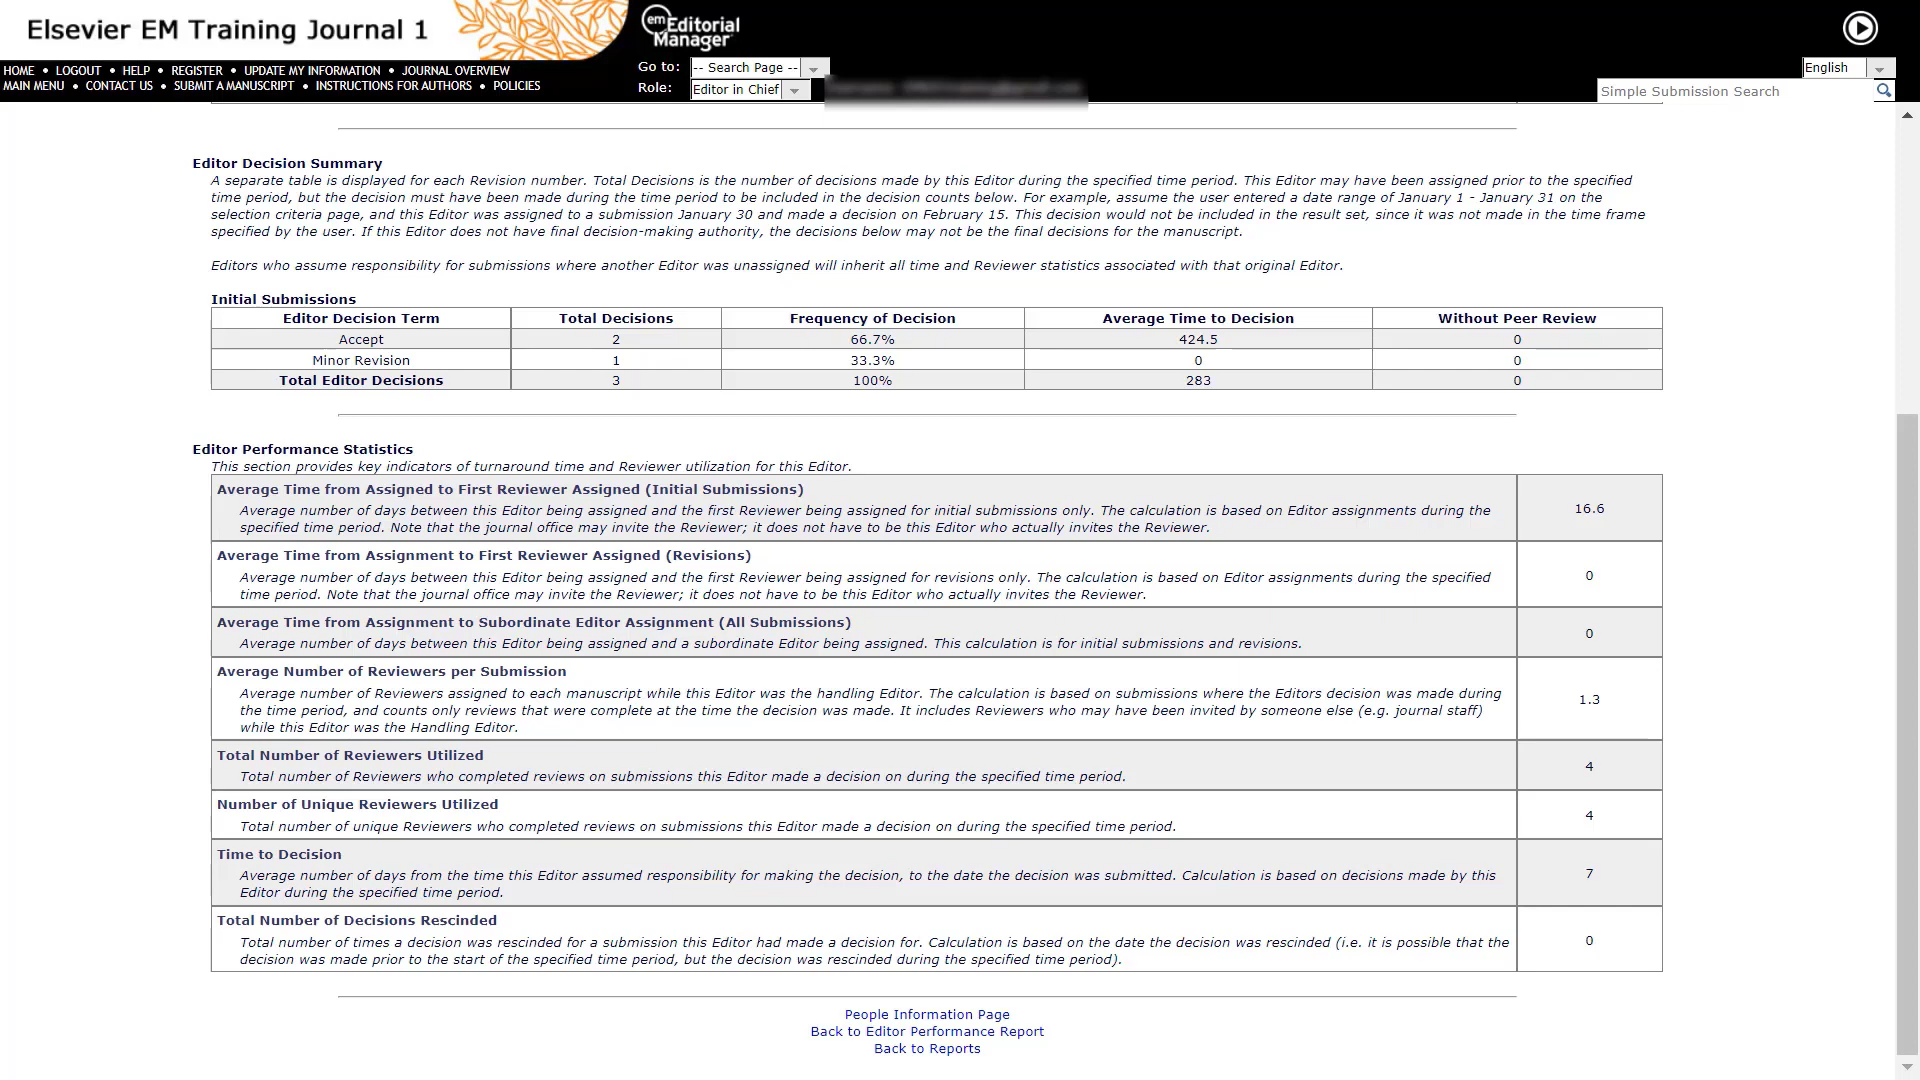 Elsevier EM Training Journal 1
em Editorial Manager®
HOME • LOGOUT • HELP • REGISTER • UPDATE MY INFORMATION • JOURNAL OVERVIEW
MAIN MENU • CONTACT US • SUBMIT A MANUSCRIPT • INSTRUCTIONS FOR AUTHORS • POLICIES
Go to: -- Search Page --
Role: Editor in Chief
English
Simple Submission Search
Editor Decision Summary
A separate table is displayed for each Revision number. Total Decisions is the number of decisions made by this Editor during the specified time period. This Editor may have been assigned prior to the specified
time period, but the decision must have been made during the time period to be included in the decision counts below. For example, assume the user entered a date range of January 1 - January 31 on the
selection criteria page, and this Editor was assigned to a submission January 30 and made a decision on February 15. This decision would not be included in the result set, since it was not made in the time frame
specified by the user. If this Editor does not have final decision-making authority, the decisions below may not be the final decisions for the manuscript.
Editors who assume responsibility for submissions where another Editor was unassigned will inherit all time and Reviewer statistics associated with that original Editor.
Initial Submissions
Editor Decision Term Total Decisions Frequency of Decision Average Time to Decision Without Peer Review
Accept 2 66.7% 424.5 0
Minor Revision 1 33.3% 0 0
Total Editor Decisions 3 100% 283 0
Editor Performance Statistics
This section provides key indicators of turnaround time and Reviewer utilization for this Editor.
Average Time from Assigned to First Reviewer Assigned (Initial Submissions)
Average number of days between this Editor being assigned and the first Reviewer being assigned for initial submissions only. The calculation is based on Editor assignments during the
specified time period. Note that the journal office may invite the Reviewer; it does not have to be this Editor who actually invites the Reviewer.
16.6
Average Time from Assignment to First Reviewer Assigned (Revisions)
Average number of days between this Editor being assigned and the first Reviewer being assigned for revisions only. The calculation is based on Editor assignments during the specified
time period. Note that the journal office may invite the Reviewer; it does not have to be this Editor who actually invites the Reviewer.
0
Average Time from Assignment to Subordinate Editor Assignment (All Submissions)
Average number of days between this Editor being assigned and a subordinate Editor being assigned. This calculation is for initial submissions and revisions.
0
Average Number of Reviewers per Submission
Average number of Reviewers assigned to each manuscript while this Editor was the handling Editor. The calculation is based on submissions where the Editors decision was made during
the time period, and counts only reviews that were complete at the time the decision was made. It includes Reviewers who may have been invited by someone else (e.g. journal staff)
while this Editor was the Handling Editor.
1.3
Total Number of Reviewers Utilized
Total number of Reviewers who completed reviews on submissions this Editor made a decision on during the specified time period.
4
Number of Unique Reviewers Utilized
Total number of unique Reviewers who completed reviews on submissions this Editor made a decision on during the specified time period.
4
Time to Decision
Average number of days from the time this Editor assumed responsibility for making the decision, to the date the decision was submitted. Calculation is based on decisions made by this
Editor during the specified time period.
7
Total Number of Decisions Rescinded
Total number of times a decision was rescinded for a submission this Editor had made a decision for. Calculation is based on the date the decision was rescinded (i.e. it is possible that the
decision was made prior to the start of the specified time period, but the decision was rescinded during the specified time period).
0
People Information Page
Back to Editor Performance Report
Back to Reports